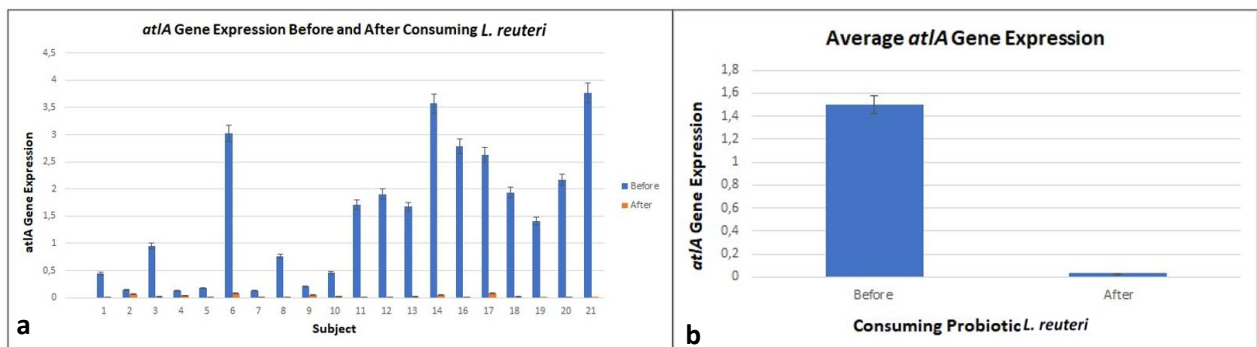 atlA Gene Expression Before and After Consuming L. reuteri
4,5
4
3,5
3
2,5
2
1,5
1
0,5
0
atlA Gene Expression
1 2 3 4 5 6 7 8 9 10 11 12 13 14 16 17 18 19 20 21
Subject
Before
After
a
Average atlA Gene Expression
1,8
1,6
1,4
1,2
1
0,8
0,6
0,4
0,2
0
atlA Gene Expression
Before After
Consuming Probiotic L. reuteri
b